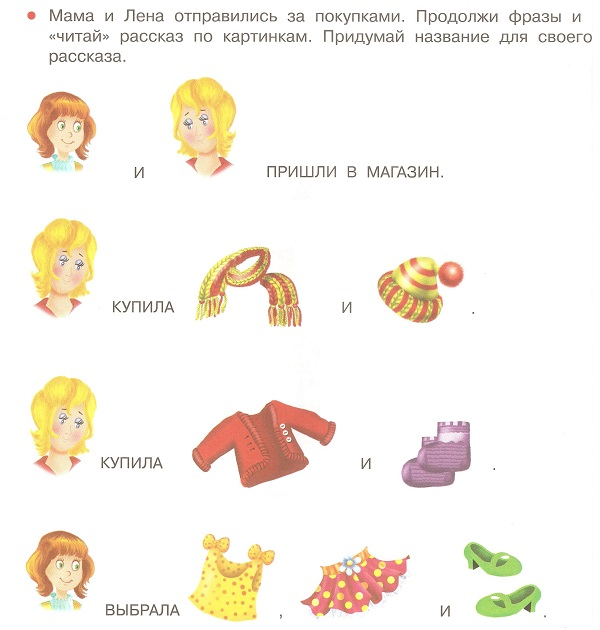 • Мама и Лена отправились за покупками. Продолжи фразы и
«читай» рассказ по картинкам. Придумай название для своего
рассказа.
И ПРИШЛИ В МАГАЗИН.
КУПИЛА И .
КУПИЛА И .
ВЫБРАЛА , И